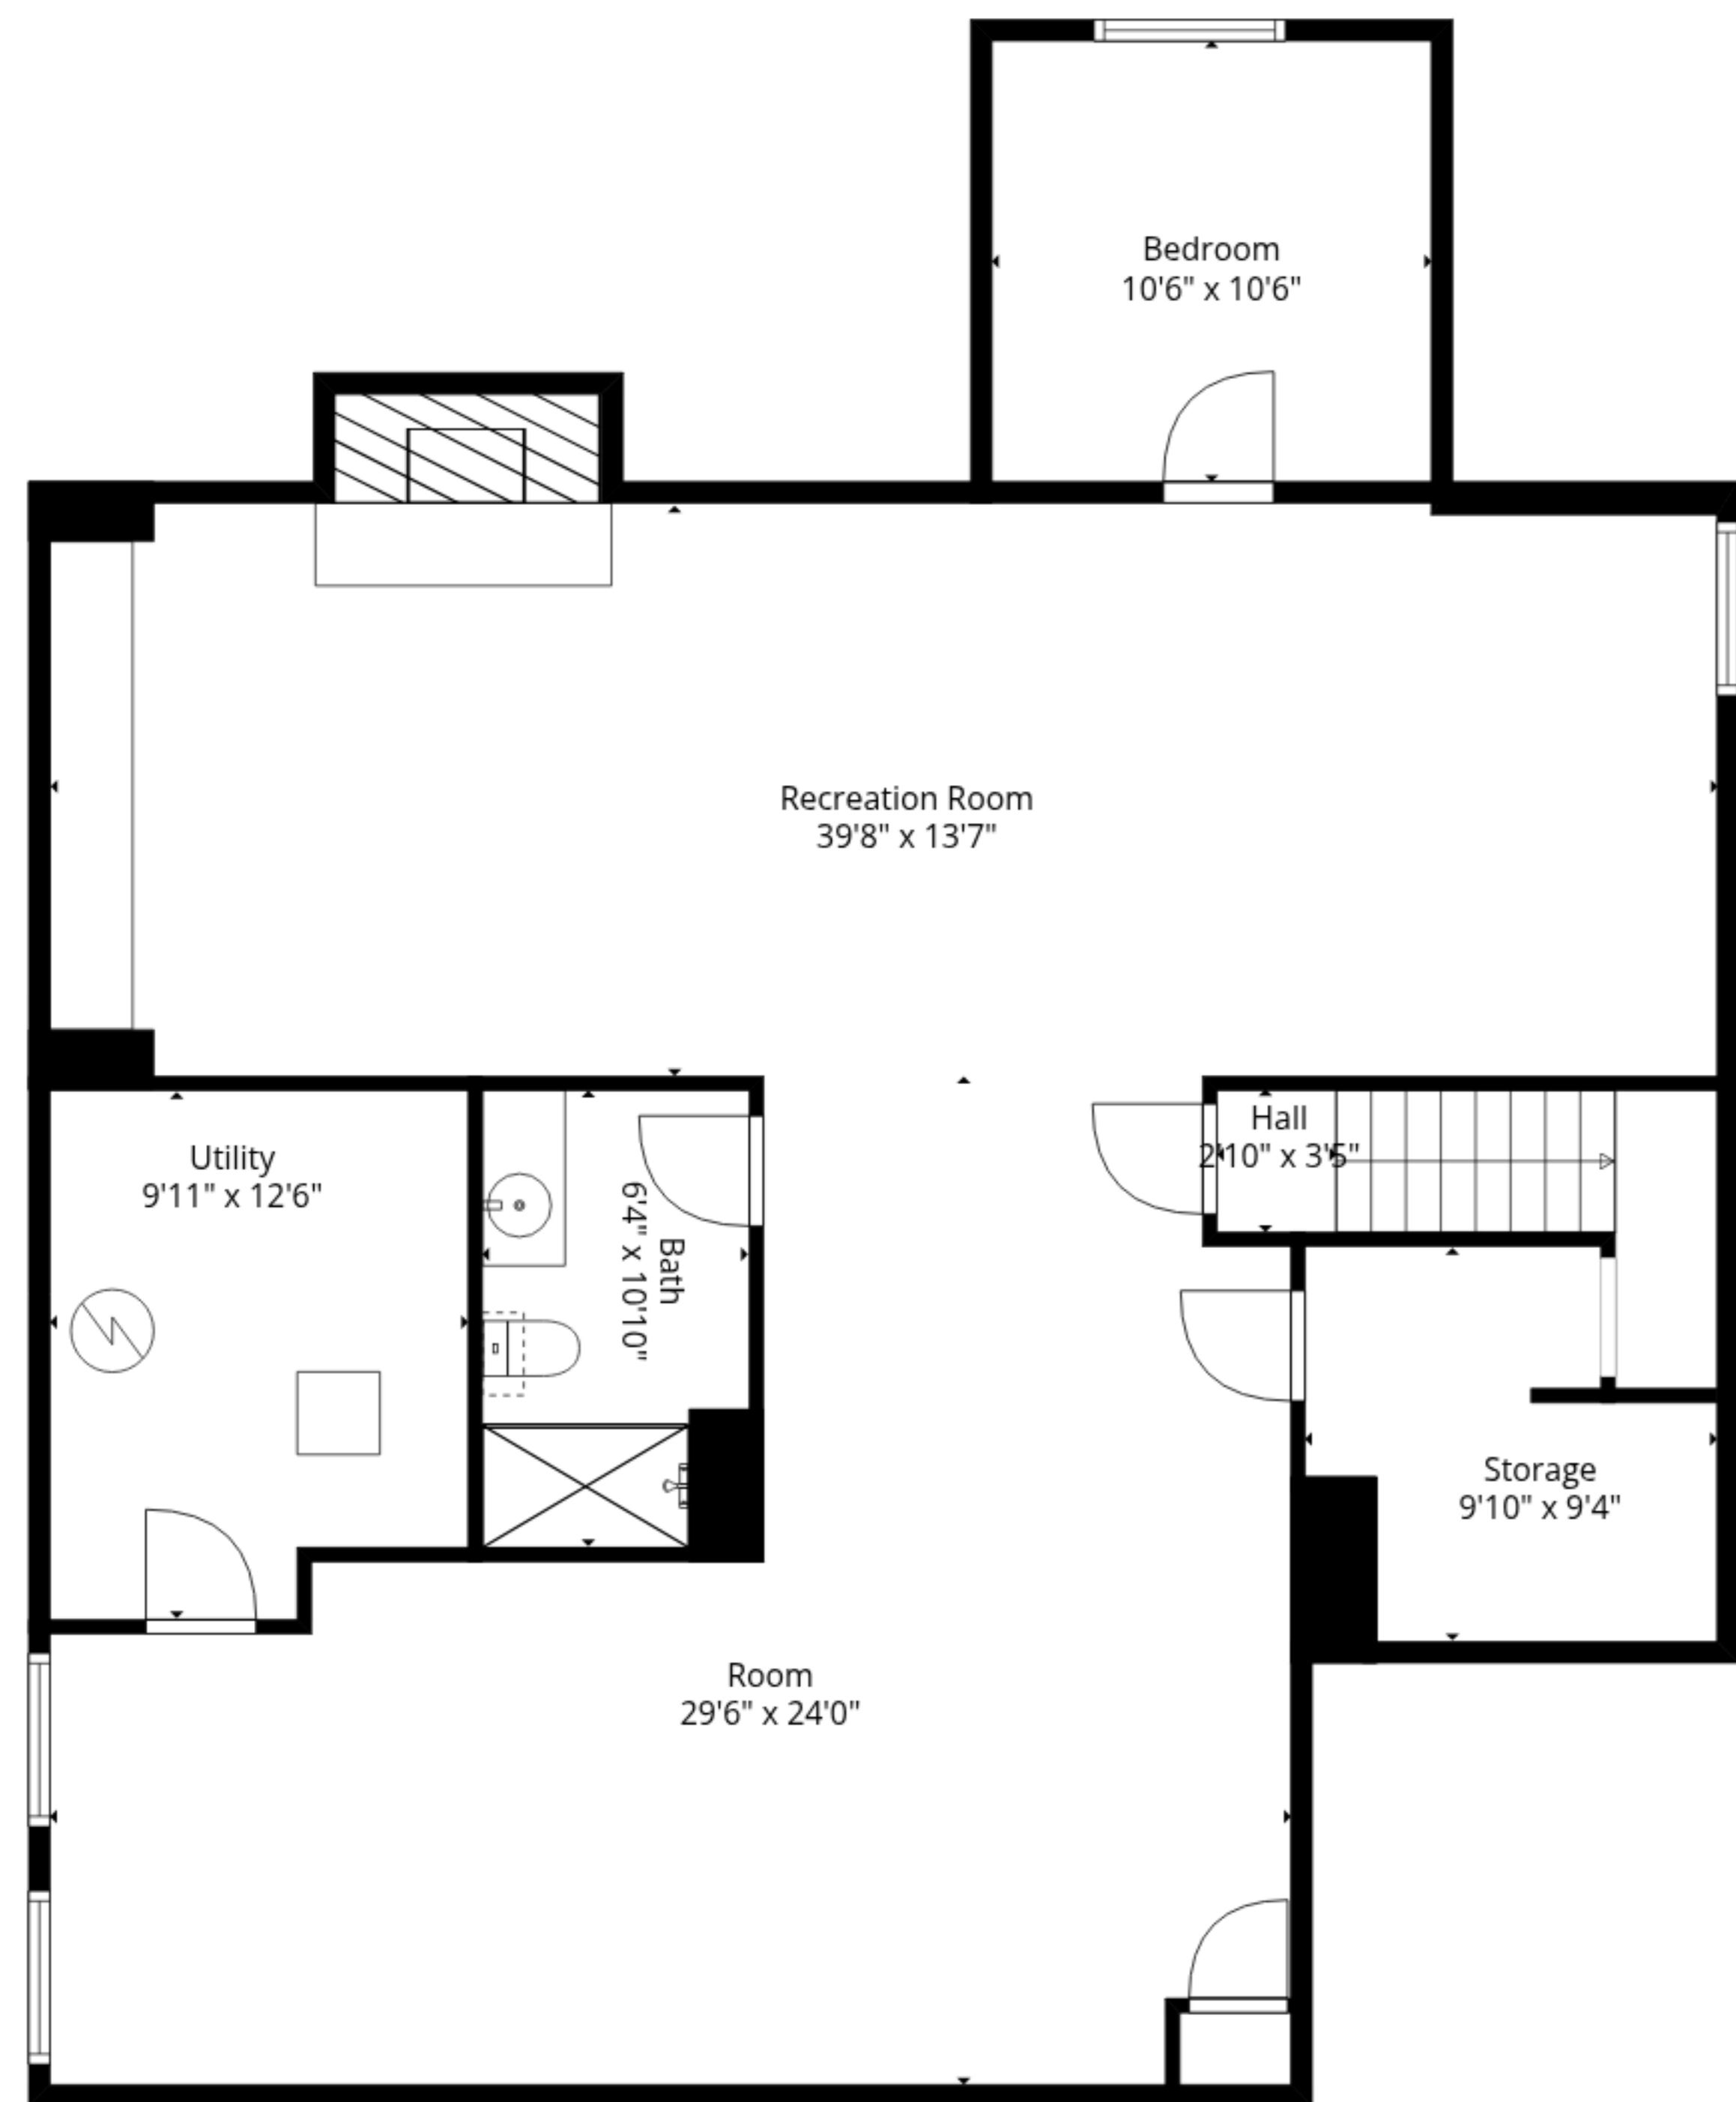 Bedroom
10'6" x 10'6"
Recreation Room
39'8" x 13'7"
Hall
2'10" x 3'5"
Utility
9'11" x 12'6"
Bath
6'4" x 10'10"
Storage
9'10" x 9'4"
Room
29'6" x 24'0"